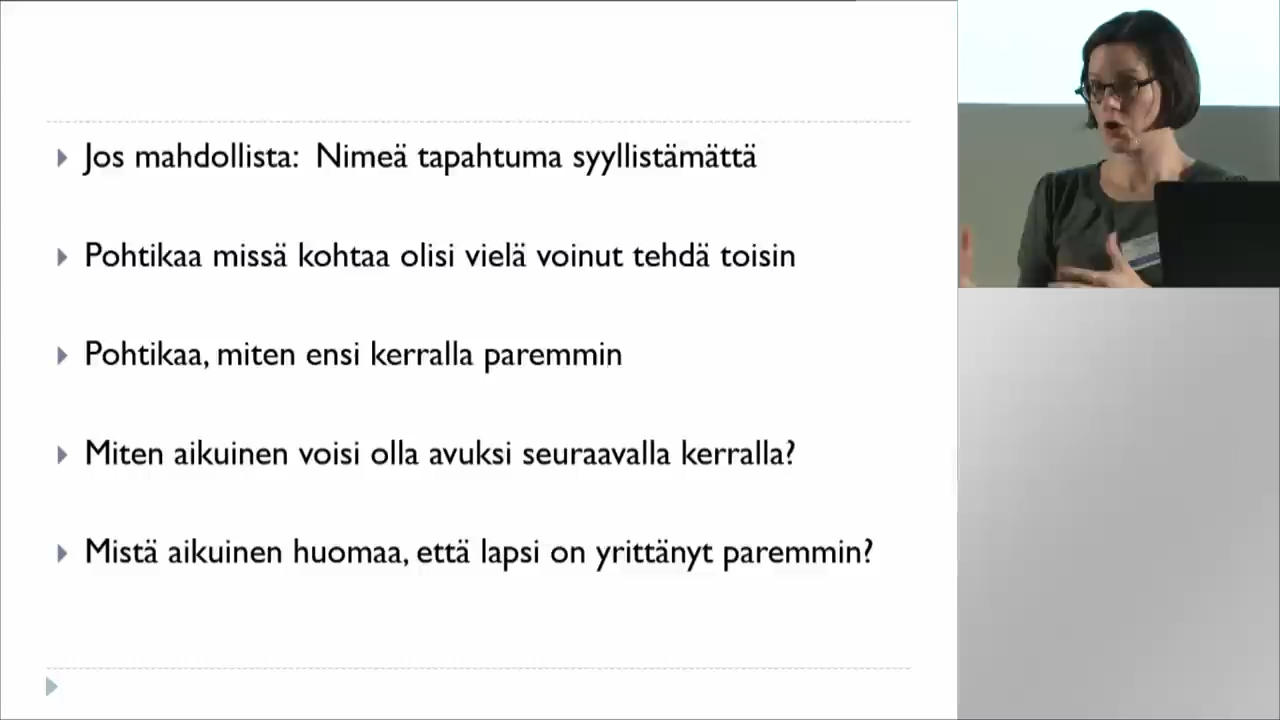 Jos mahdollista: Nimeä tapahtuma syyllistämättä
Pohtikaa missä kohtaa olisi vielä voinut tehdä toisin
Pohtikaa, miten ensi kerralla paremmin
Miten aikuinen voisi olla avuksi seuraavalla kerralla?
Mistä aikuinen huomaa, että lapsi on yrittänyt paremmin?